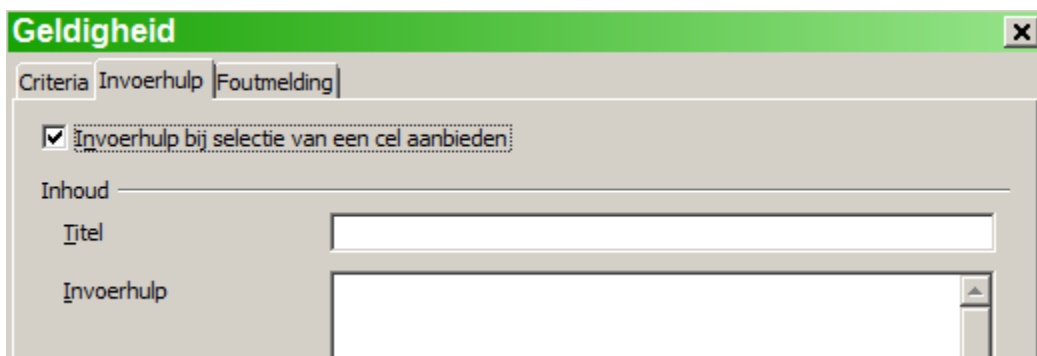 Geldigheid
Criteria Invoerhulp Foutmelding
Invoerhulp bij selectie van een cel aanbieden
Inhoud
Titel
Invoerhulp